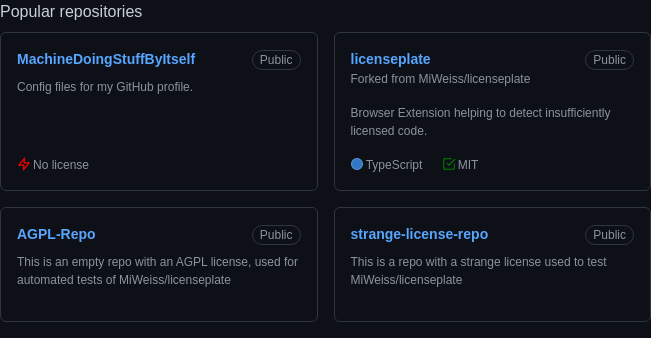 Popular repositories
MachineDoingStuffByItself
Public
Config files for my GitHub profile.
No license
licenseplate
Public
Forked from MiWeiss/licenseplate
Browser Extension helping to detect insufficiently
licensed code.
TypeScript
MIT
AGPL-Repo
Public
This is an empty repo with an AGPL license, used for
automated tests of MiWeiss/licenseplate
strange-license-repo
Public
This is a repo with a strange license used to test
MiWeiss/licenseplate